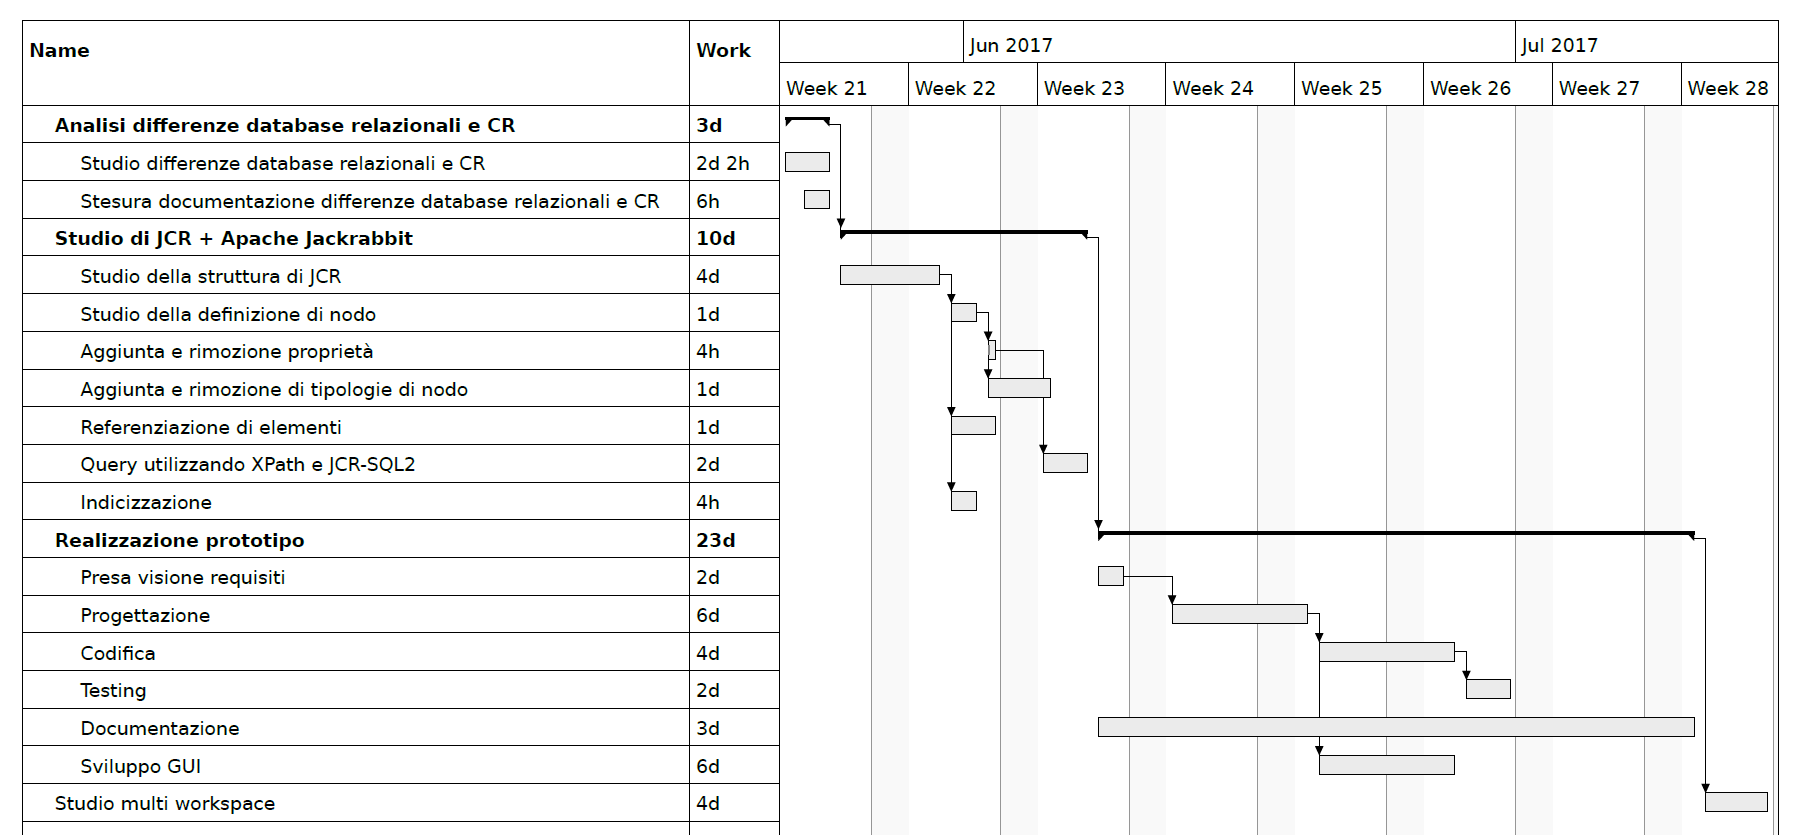 Name Work Jun 2017 Jul 2017
Week 21 Week 22 Week 23 Week 24 Week 25 Week 26 Week 27 Week 28
Analisi differenze database relazionali e CR 3d
Studio differenze database relazionali e CR 2d 2h
Stesura documentazione differenze database relazionali e CR 6h
Studio di JCR + Apache Jackrabbit 10d
Studio della struttura di JCR 4d
Studio della definizione di nodo 1d
Aggiunta e rimozione proprietà 4h
Aggiunta e rimozione di tipologie di nodo 1d
Referenziazione di elementi 1d
Query utilizzando XPath e JCR-SQL2 2d
Indicizzazione 4h
Realizzazione prototipo 23d
Presa visione requisiti 2d
Progettazione 6d
Codifica 4d
Testing 2d
Documentazione 3d
Sviluppo GUI 6d
Studio multi workspace 4d